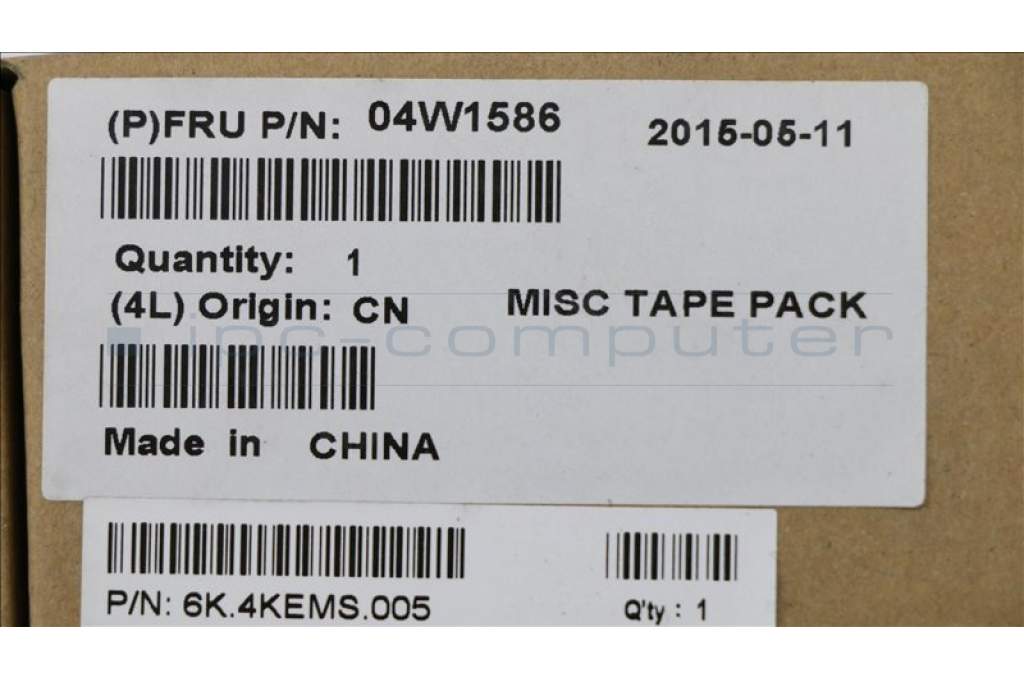 (P)FRU P/N: 04W1586 2015-05-11
Quantity: 1
(4L) Origin: CN MISC TAPE PACK
ipc-computer
Made in CHINA
P/N: 6K.4KEMS.005 Q'ty : 1